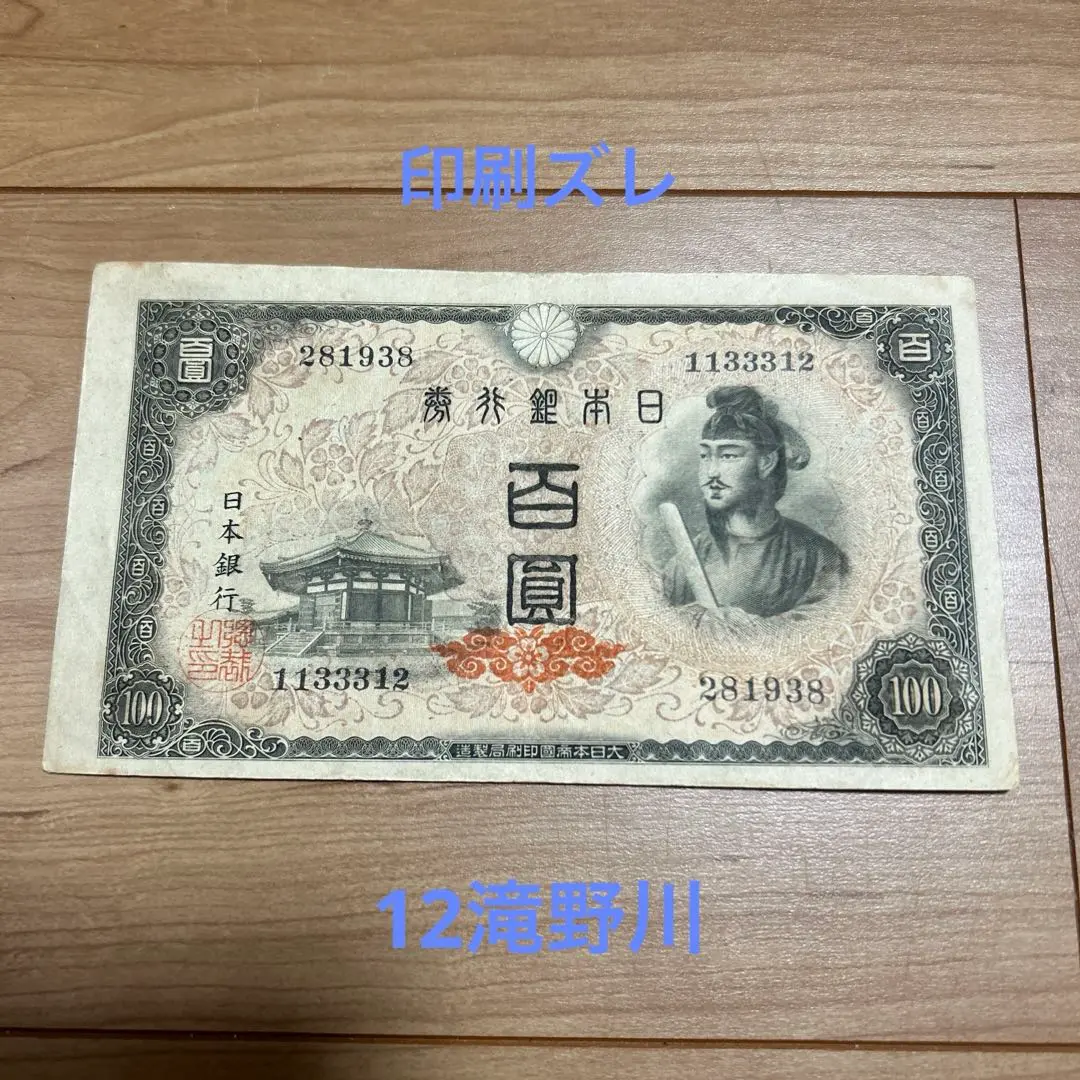 印刷ズレ
百圓
281938
1133312
百
券行銀本日
百圓
日本銀行
1133312
281938
100
100
造製局刷印國帝本日大
12滝野川